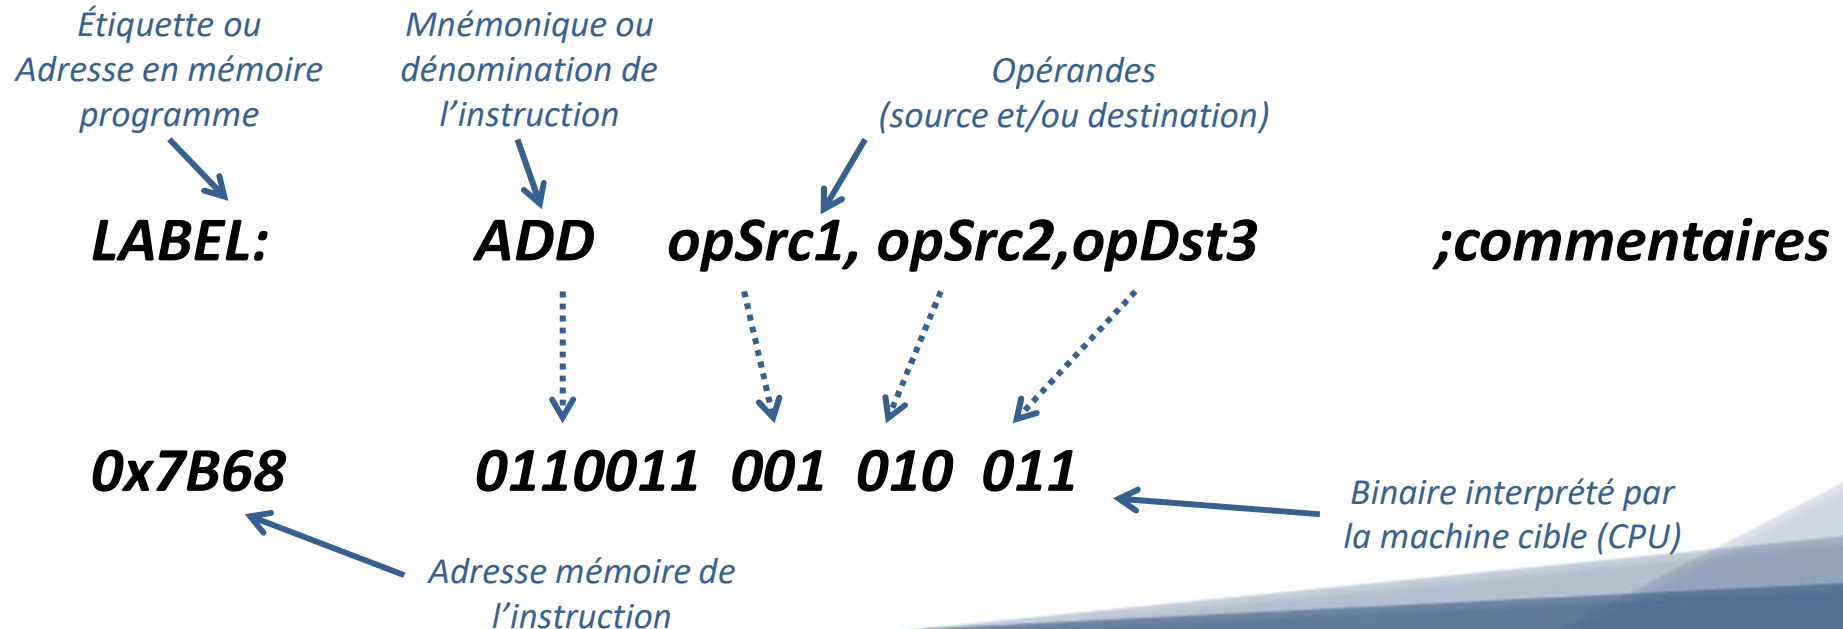 Étiquette ou
Adresse en mémoire
programme
Mnémonique ou
dénomination de
l’instruction
Opérandes
(source et/ou destination)
LABEL: ADD opSrc1, opSrc2,opDst3 ;commentaires
0x7B68 0110011 001 010 011
Binaire interprété par
la machine cible (CPU)
Adresse mémoire de
l’instruction